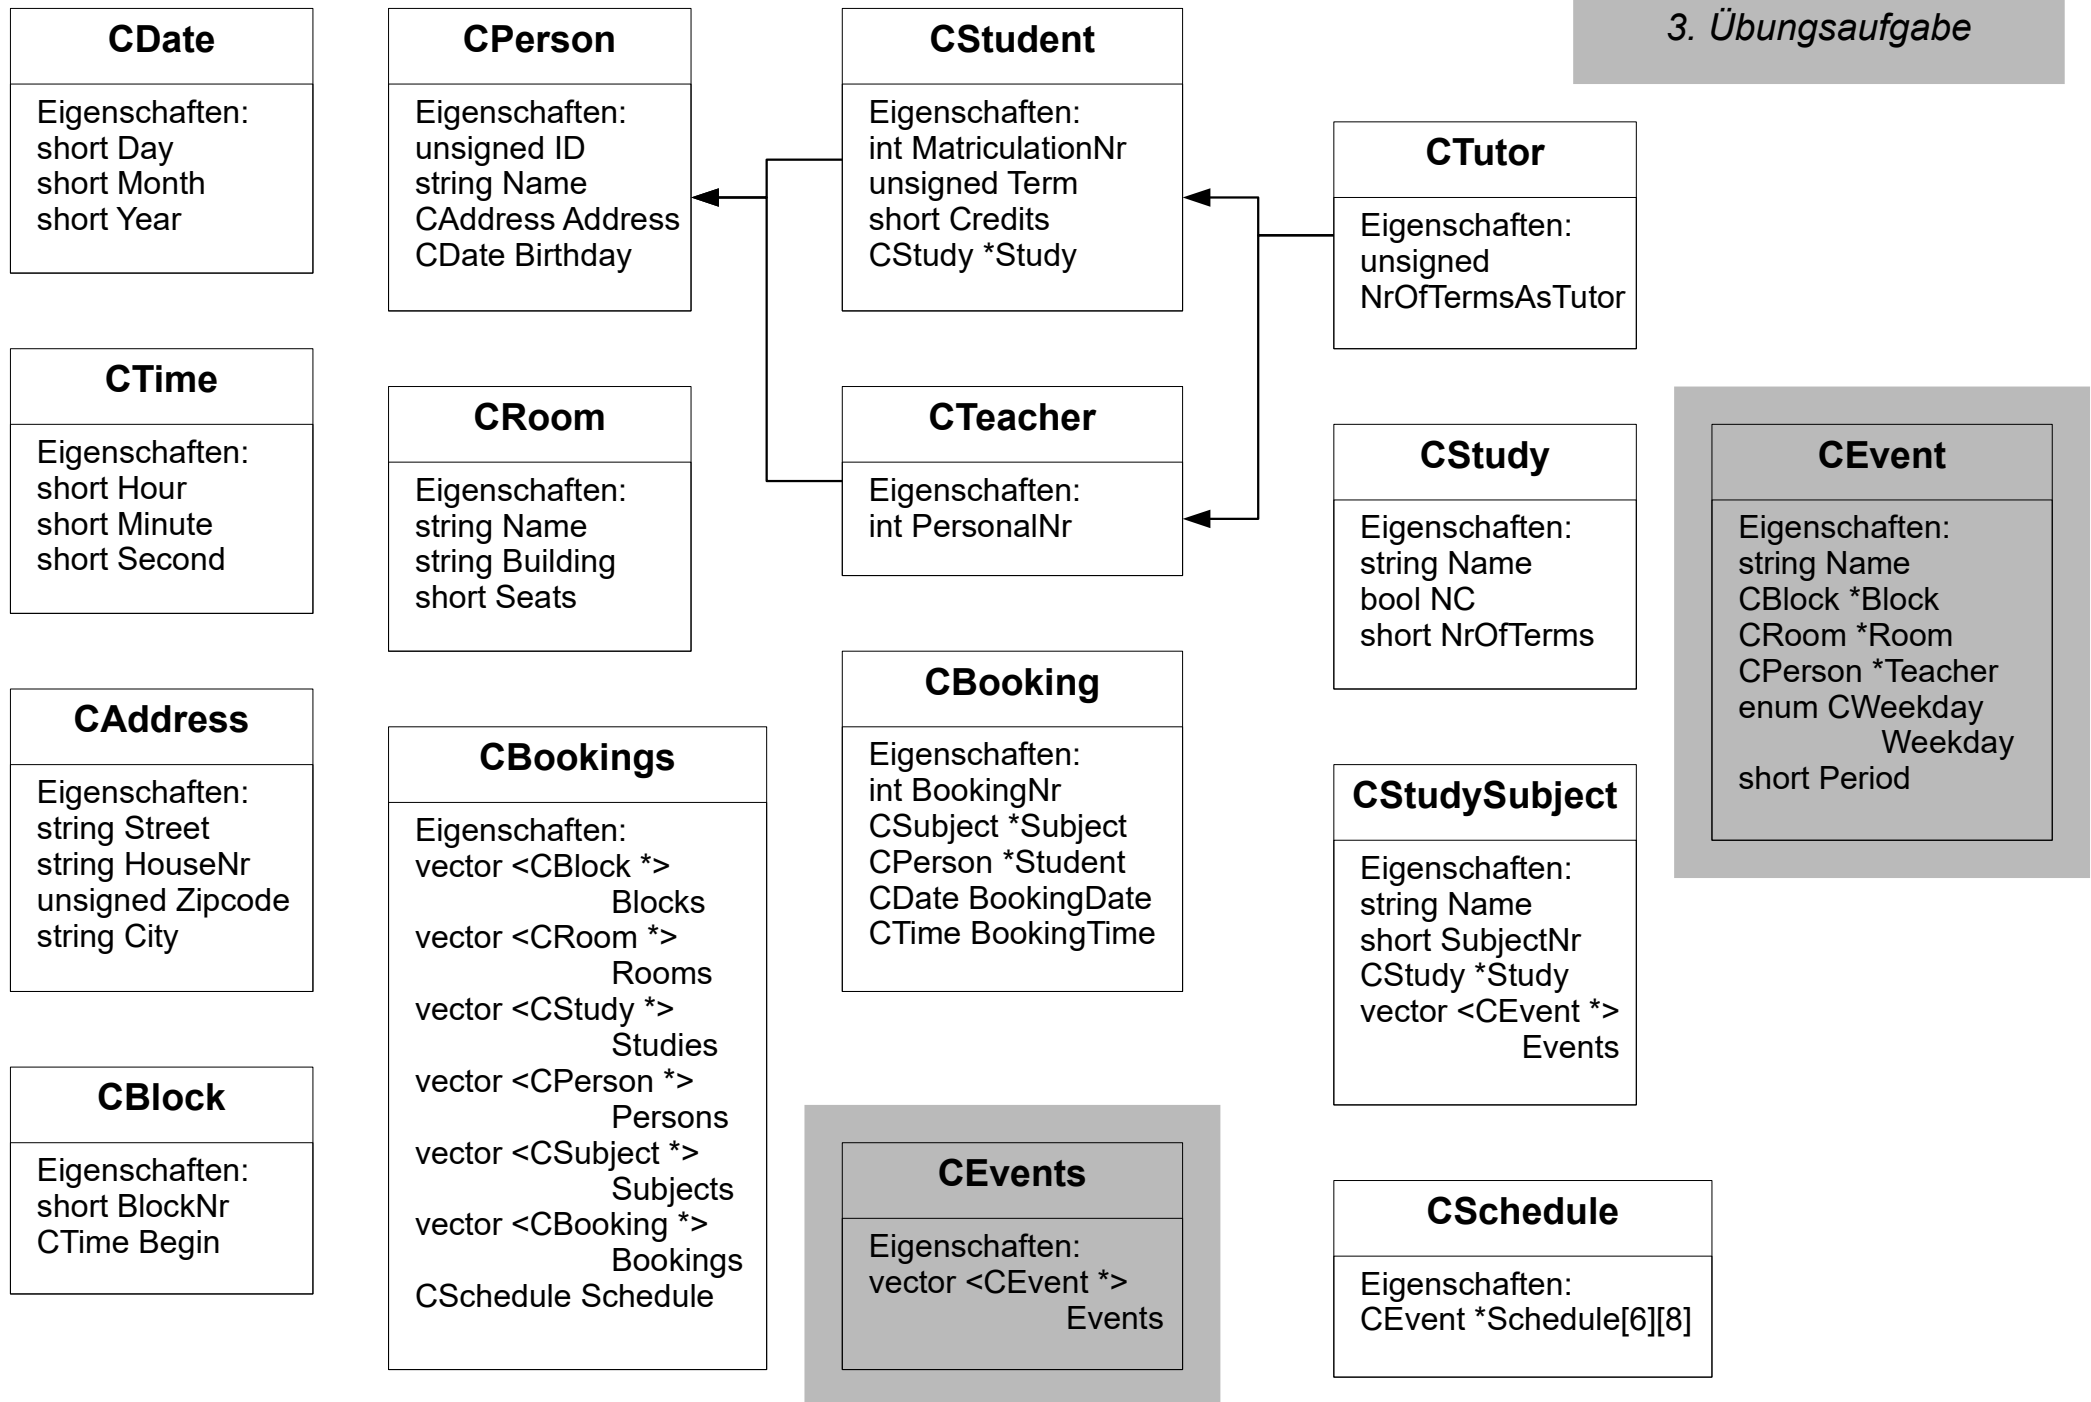 3. Übungsaufgabe
CDate
Eigenschaften:
short Day
short Month
short Year
CTime
Eigenschaften:
short Hour
short Minute
short Second
CAddress
Eigenschaften:
string Street
string HouseNr
unsigned Zipcode
string City
CBlock
Eigenschaften:
short BlockNr
CTime Begin
CPerson
Eigenschaften:
unsigned ID
string Name
CAddress Address
CDate Birthday
CRoom
Eigenschaften:
string Name
string Building
short Seats
CBookings
Eigenschaften:
vector <CBlock *>
Blocks
vector <CRoom *>
Rooms
vector <CStudy *>
Studies
vector <CPerson *>
Persons
vector <CSubject *>
Subjects
vector <CBooking *>
Bookings
CSchedule Schedule
CStudent
Eigenschaften:
int MatriculationNr
unsigned Term
short Credits
CStudy *Study
CTeacher
Eigenschaften:
int PersonalNr
CBooking
Eigenschaften:
int BookingNr
CSubject *Subject
CPerson *Student
CDate BookingDate
CTime BookingTime
CEvents
Eigenschaften:
vector <CEvent *>
Events
CTutor
Eigenschaften:
unsigned
NrOfTermsAsTutor
CStudy
Eigenschaften:
string Name
bool NC
short NrOfTerms
CStudySubject
Eigenschaften:
string Name
short SubjectNr
CStudy *Study
vector <CEvent *>
Events
CSchedule
Eigenschaften:
CEvent *Schedule[6][8]
CEvent
Eigenschaften:
string Name
CBlock *Block
CRoom *Room
CPerson *Teacher
enum CWeekday
Weekday
short Period